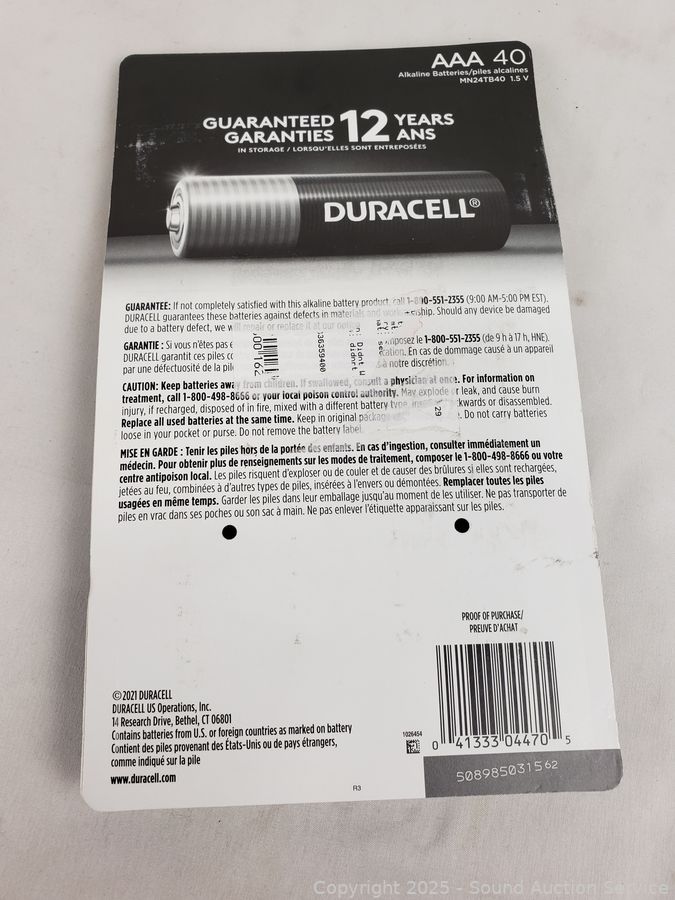 AAA 40
Alkaline Batteries/piles alcalines
MN24TB40 1.5 V
GUARANTEED 12 YEARS
GARANTIES ANS
IN STORAGE / LORSQU'ELLES SONT ENTREPOSÉES
DURACELL®
GUARANTEE: If not completely satisfied with this alkaline battery product, call 1-800-551-2355 (9:00 AM-5:00 PM EST).
DURACELL guarantees these batteries against defects in materials and workmanship. Should any device be damaged
due to a battery defect, we will repair or replace it at our
GARANTIE : Si vous n'êtes pas 1-800-551-2355 (de 9 h à 17 h, HNE).
DURACELL garantit ces piles En cas de dommage causé à un appareil
par une défectuosité de la à notre discrétion.
CAUTION: Keep batteries away from children. If swallowed, consult a physician at once. For information on
treatment, call 1-800-498-8666 or your local poison control authority. May explode or leak, and cause burn
injury, if recharged, disposed of in fire, mixed with a different battery type, backwards or disassembled.
Replace all used batteries at the same time. Keep in original Do not carry batteries
loose in your pocket or purse. Do not remove the battery label.
129
MISE EN GARDE : Tenir les piles hors de la portée des enfants. En cas d'ingestion, consulter immédiatement un
médecin. Pour obtenir plus de renseignements sur les modes de traitement, composer le 1-800-498-8666 ou votre
centre antipoison local. Les piles risquent d'exploser ou de couler et de causer des brûlures si elles sont rechargées,
jetées au feu, combinées à d'autres types de piles, insérées à l'envers ou démontées. Remplacer toutes les piles
usagées en même temps. Garder les piles dans leur emballage jusqu'au moment de les utiliser. Ne pas transporter de
piles en vrac dans ses poches ou son sac à main. Ne pas enlever l'étiquette apparaissant sur les piles.
PROOF OF PURCHASE/
PREUVE D'ACHAT
©2021 DURACELL
DURACELL US Operations, Inc.
14 Research Drive, Bethel, CT 06801
Contains batteries from U.S. or foreign countries as marked on battery
Contient des piles provenant des États-Unis ou de pays étrangers,
comme indiqué sur la pile
www.duracell.com
1026454
0 41333 04470 5
508985031562
R3
Copyright 2025 - Sound Auction Service